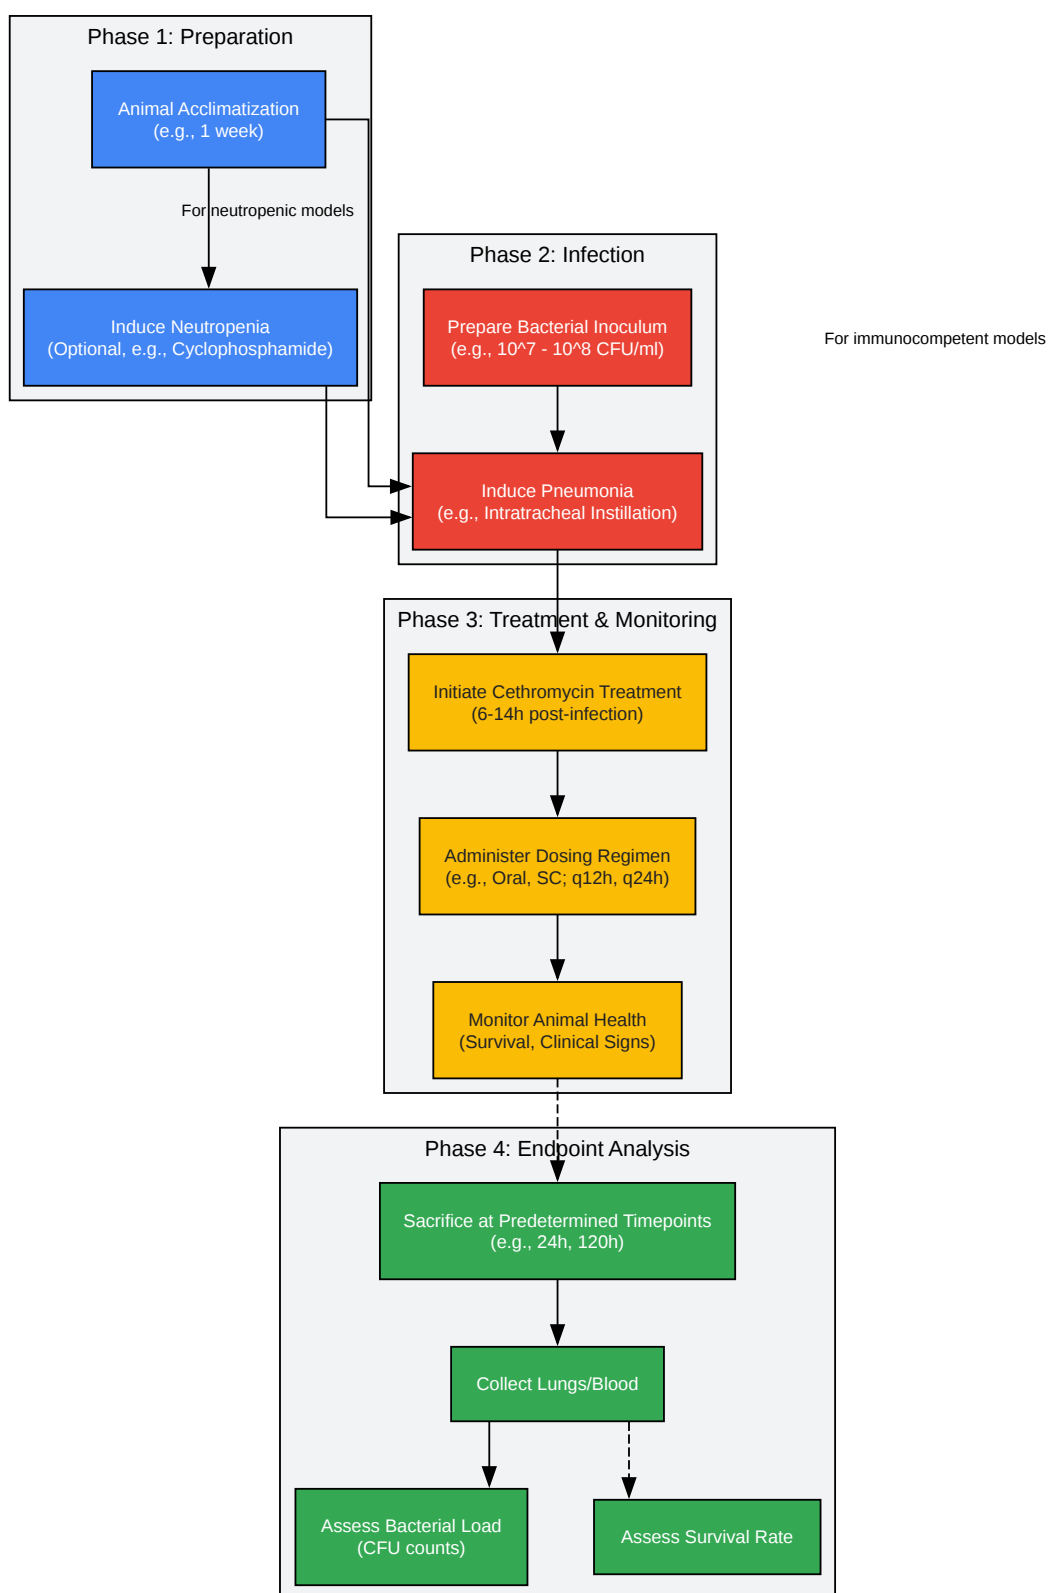 Phase 1: Preparation
Animal Acclimatization
(e.g., 1 week)
For neutropenic models
Induce Neutropenia
(Optional, e.g., Cyclophosphamide)
Phase 2: Infection
Prepare Bacterial Inoculum
(e.g., 10^7 - 10^8 CFU/ml)
For immunocompetent models
Induce Pneumonia
(e.g., Intratracheal Instillation)
Phase 3: Treatment & Monitoring
Initiate Cethromycin Treatment
(6-14h post-infection)
Administer Dosing Regimen
(e.g., Oral, SC; q12h, q24h)
Monitor Animal Health
(Survival, Clinical Signs)
Phase 4: Endpoint Analysis
Sacrifice at Predetermined Timepoints
(e.g., 24h, 120h)
Collect Lungs/Blood
Assess Bacterial Load
(CFU counts)
Assess Survival Rate